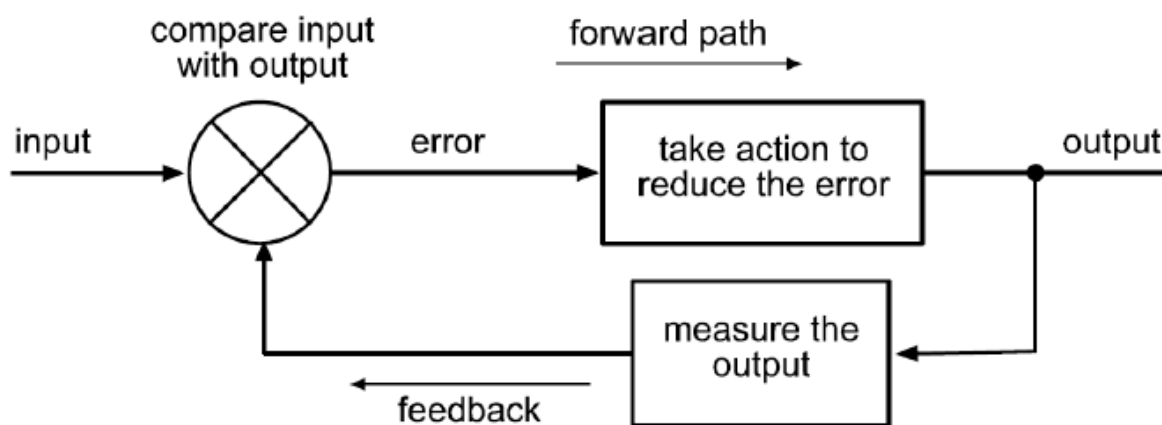 compare input
with output
forward path
input
error
take action to
reduce the error
output
measure the
output
feedback